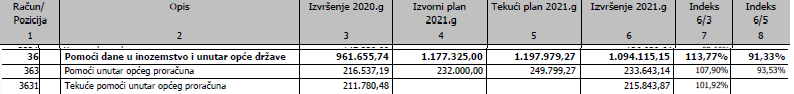 Račun/ Pozicija Opis Izvršenje 2020.g Izvorni plan 2021.g Tekući plan 2021.g Izvršenje 2021.g Indeks 6/3 Indeks 6/5
1 2 3 4 5 6 7 8
36 Pomoći dane u inozemstvo i unutar opće države 961.655,74 1.177.325,00 1.197.979,27 1.094.115,15 113,77% 91,33%
363 Pomoći unutar općeg proračuna 216.537,19 232.000,00 249.799,27 233.643,14 107,90% 93,53%
3631 Tekuće pomoći unutar općeg proračuna 211.780,48 215.843,87 101,92%